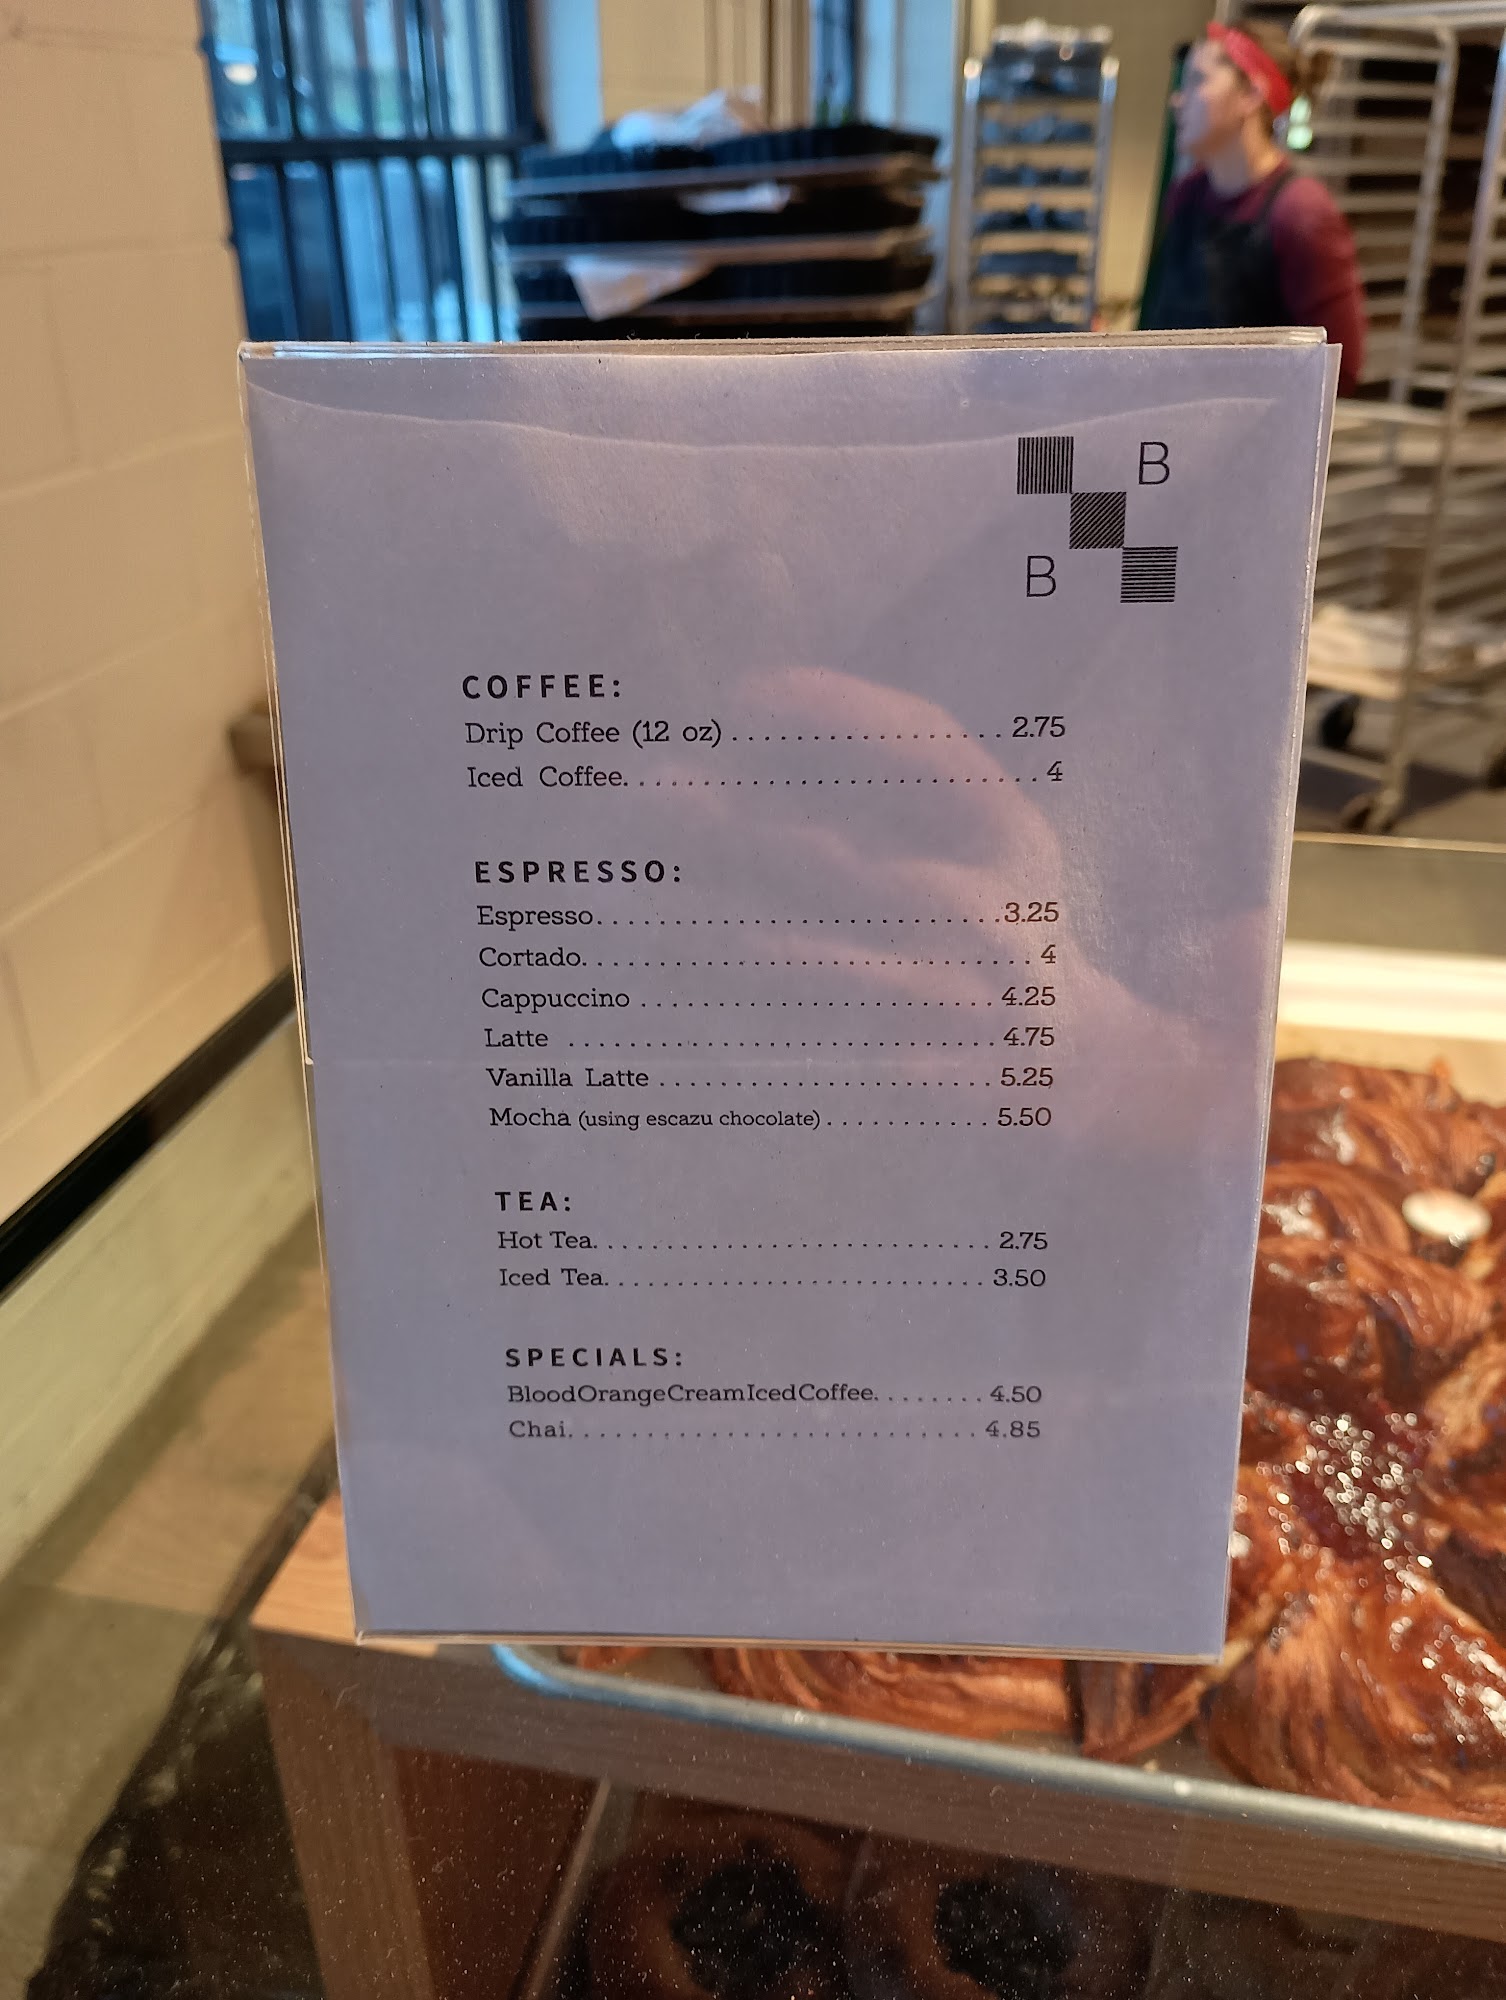 B
B
COFFEE:
Drip Coffee (12 oz) ................. 2.75
Iced Coffee............................ 4
ESPRESSO:
Espresso............................3.25
Cortado.............................. 4
Cappuccino ......................... 4.25
Latte .............................. 4.75
Vanilla Latte ....................... 5.25
Mocha (using escazu chocolate)........... 5.50
TEA:
Hot Tea............................ 2.75
Iced Tea........................... 3.50
SPECIALS:
BloodOrangeCreamIcedCoffee........ 4.50
Chai............................ 4.85